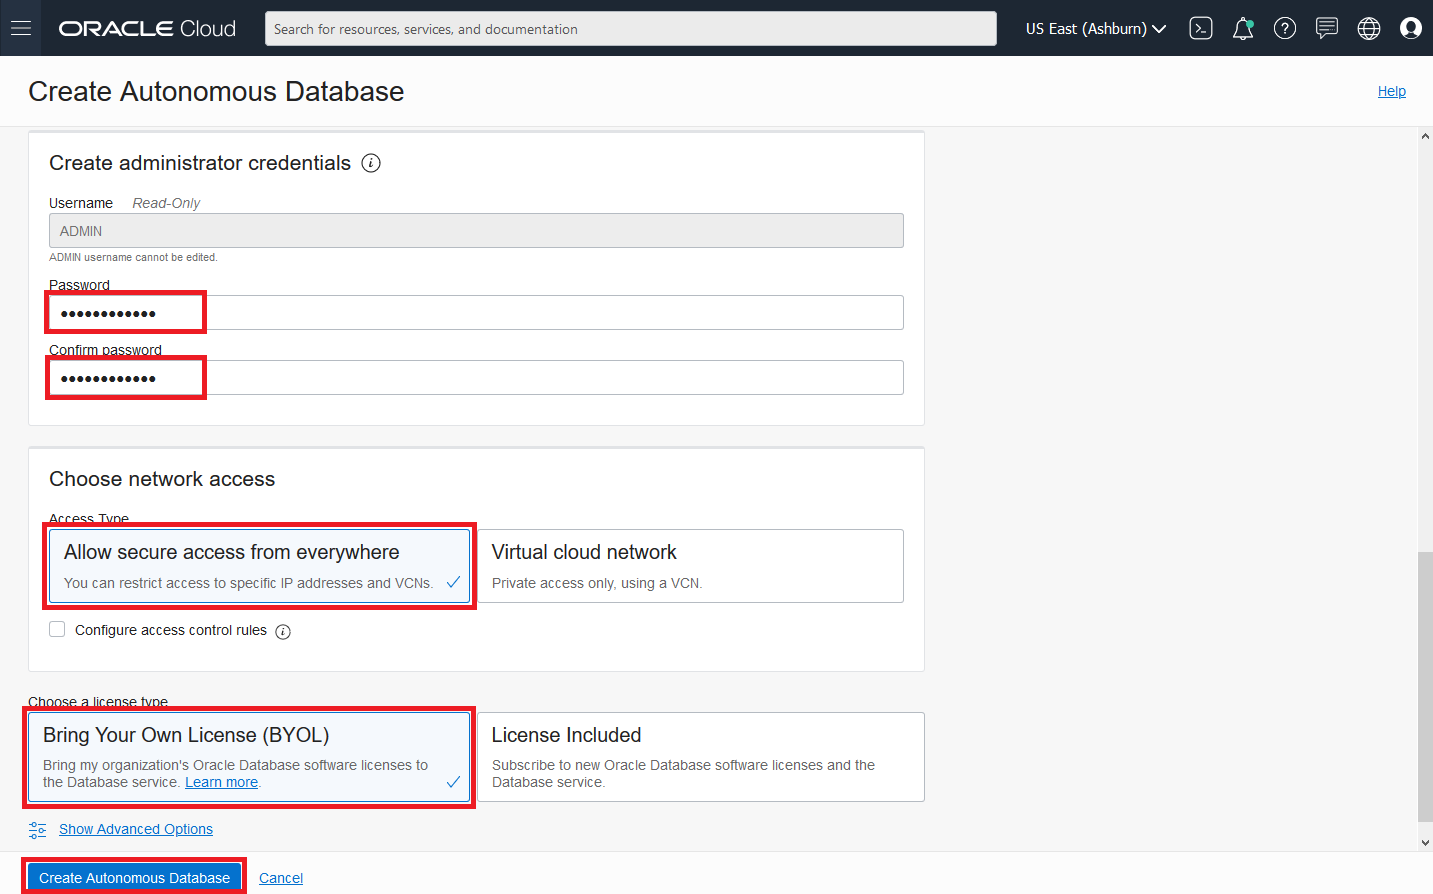 ORACLE Cloud
Search for resources, services, and documentation
US East (Ashburn)
Create Autonomous Database
Help
Create administrator credentials
Username Read-Only
ADMIN
ADMIN username cannot be edited.
Password
●●●●●●●●●●●●
Confirm password
●●●●●●●●●●●●
Choose network access
Access Type
Allow secure access from everywhere
You can restrict access to specific IP addresses and VCNs.
Virtual cloud network
Private access only, using a VCN.
Configure access control rules
Choose a license type
Bring Your Own License (BYOL)
Bring my organization's Oracle Database software licenses to
the Database service. Learn more.
License Included
Subscribe to new Oracle Database software licenses and the
Database service.
Show Advanced Options
Create Autonomous Database
Cancel